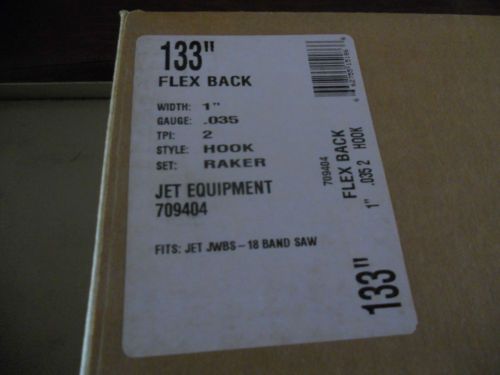 133"
FLEX BACK
WIDTH: 1"
GAUGE: .035
TPI: 2
STYLE: HOOK
SET: RAKER
JET EQUIPMENT
709404
FITS: JET JWBS-18 BAND SAW
709404
FLEX BACK
1" .035 2 HOOK
133"